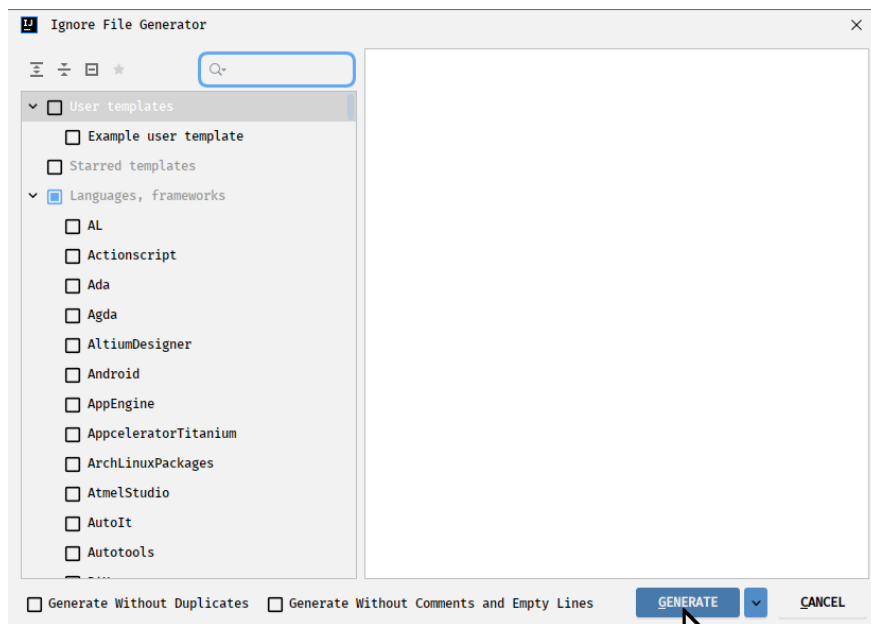 Ignore File Generator
User templates
Example user template
Starred templates
Languages, frameworks
AL
Actionscript
Ada
Agda
AltiumDesigner
Android
AppEngine
AppceleratorTitanium
ArchLinuxPackages
AtmelStudio
AutoIt
Autotools
Generate Without Duplicates Generate Without Comments and Empty Lines GENERATE CANCEL